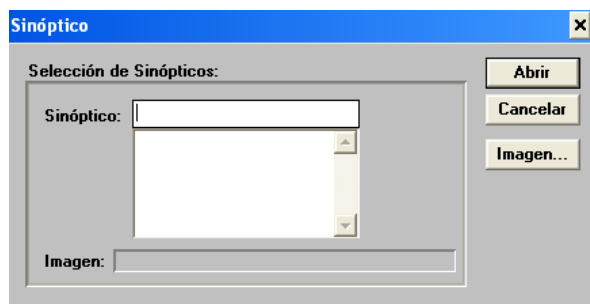 Sinóptico
Selección de Sinópticos:
Abrir
Sinóptico:
Cancelar
Imagen...
Imagen: